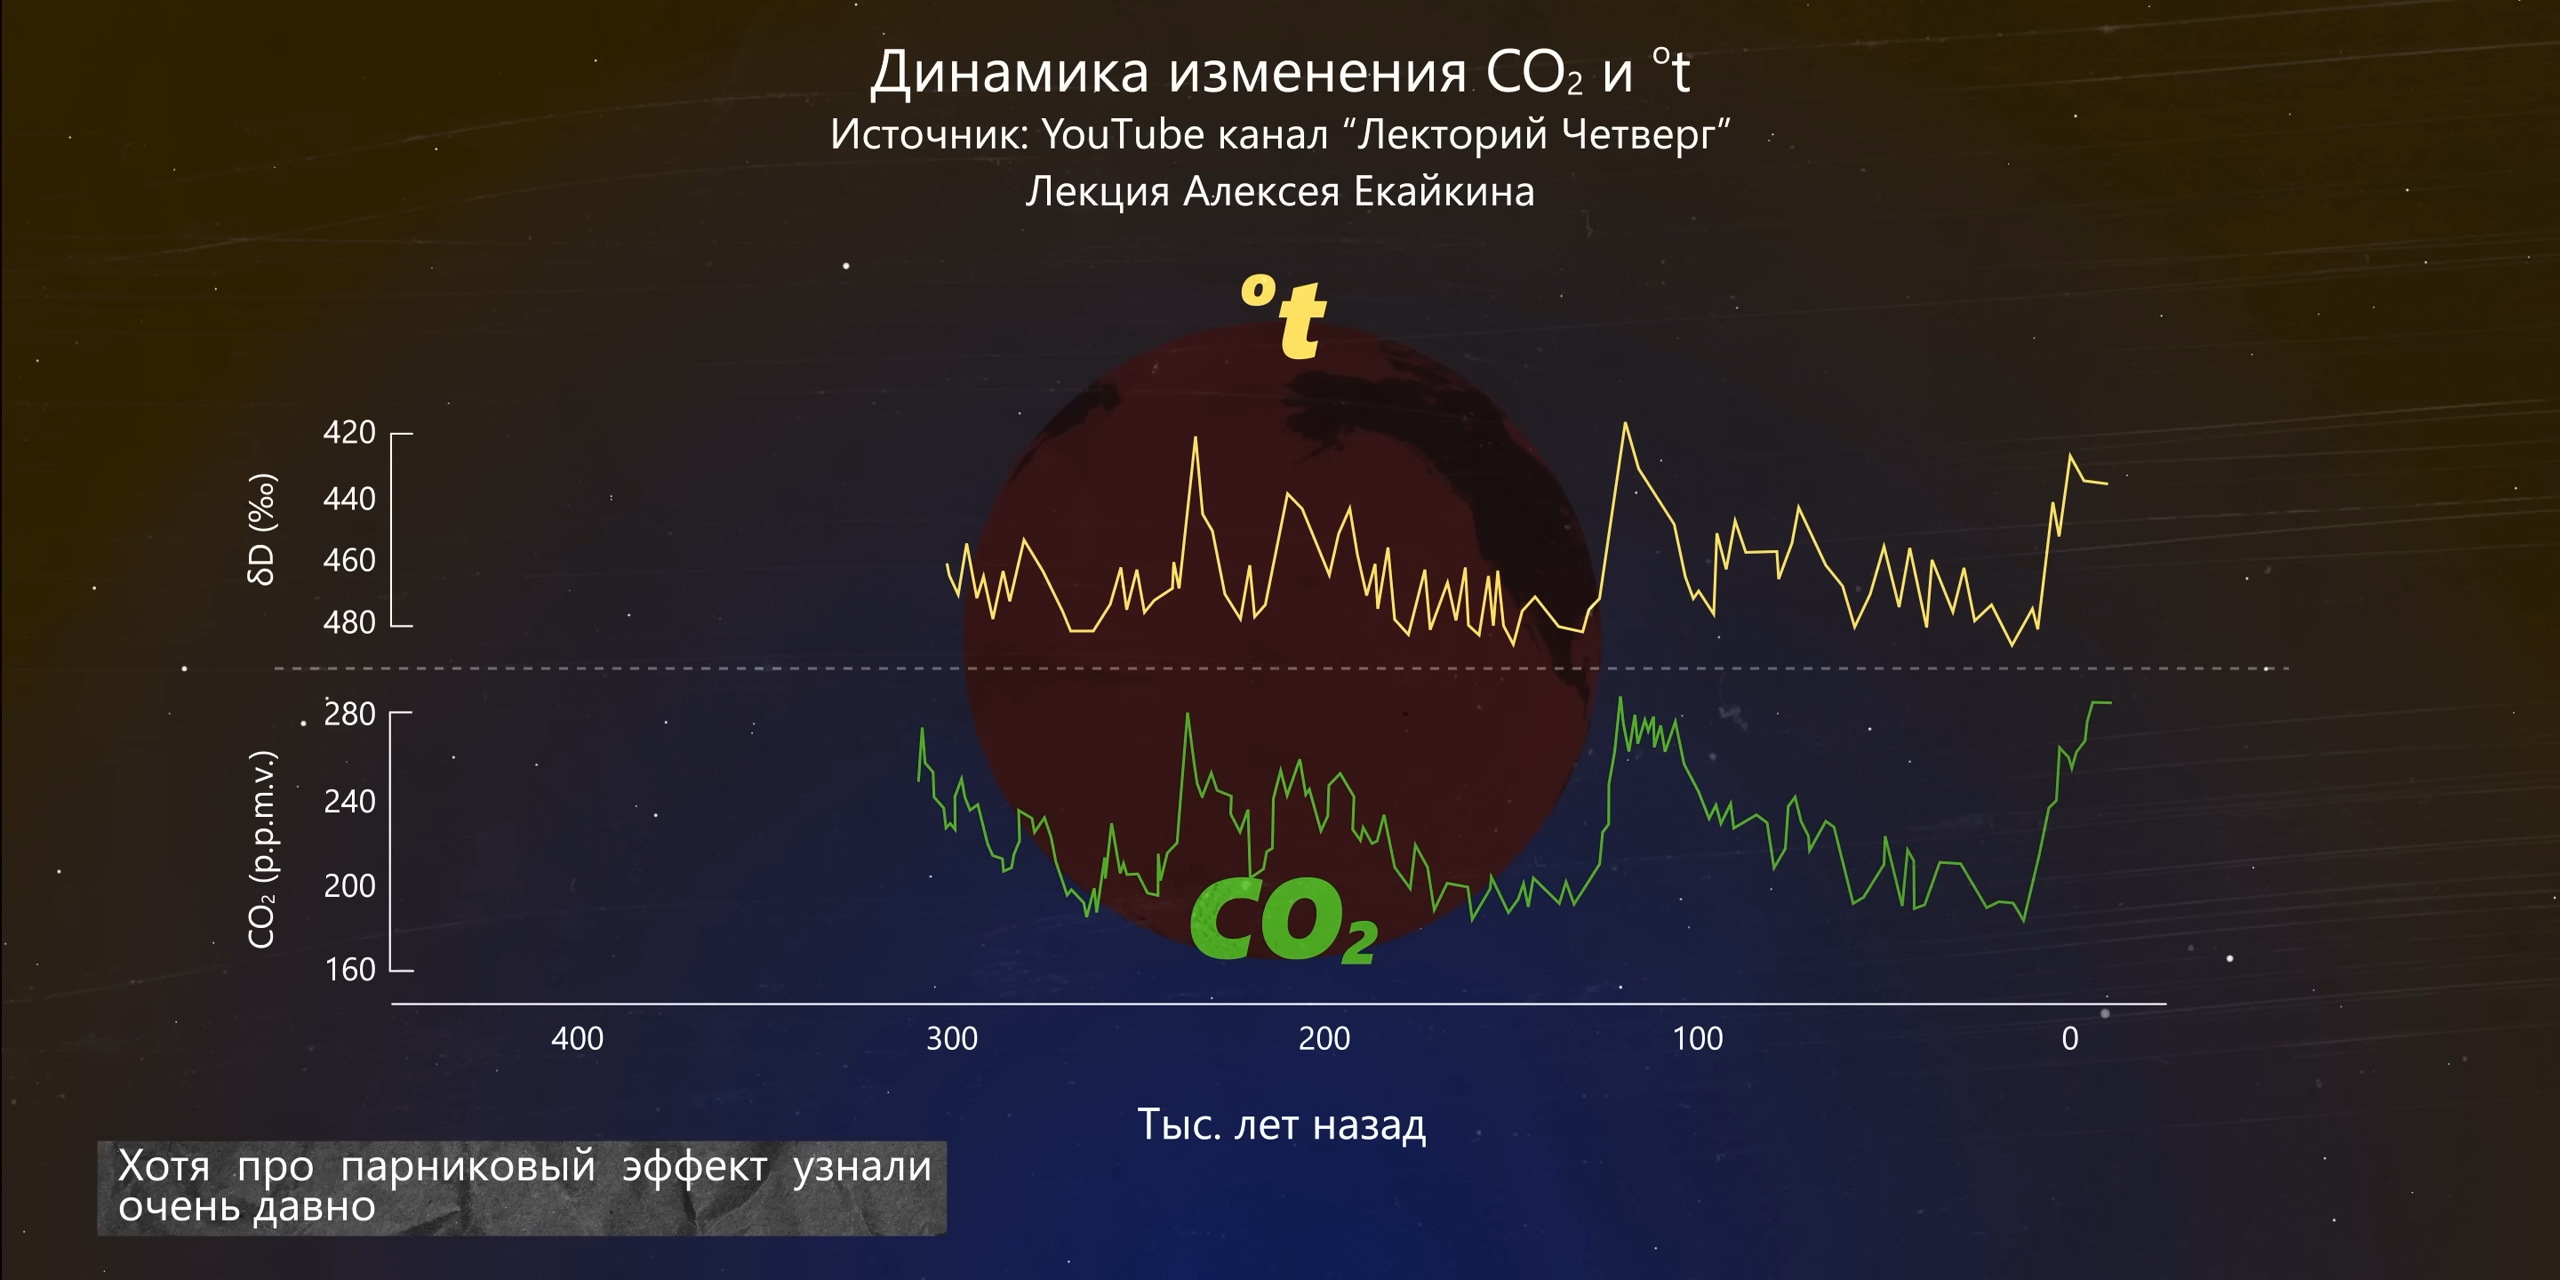 Динамика изменения CO₂ и °t
Источник: YouTube канал “Лекторий Четверг”
Лекция Алексея Екайкина
°t
420
440
460
480
δD (‰)
280
240
200
160
CO₂ (p.p.m.v.)
CO₂
400 300 200 100 0
Тыс. лет назад
Хотя про парниковый эффект узнали
очень давно